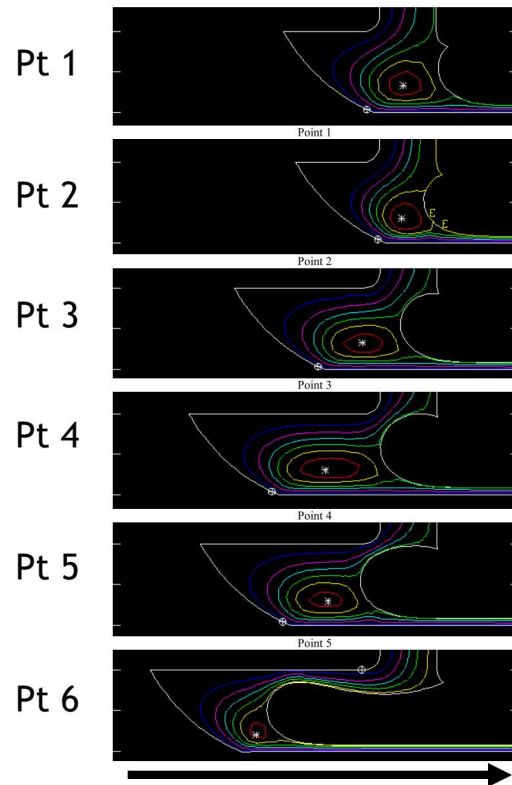 Pt 1
Point 1
Pt 2
E
E
Point 2
Pt 3
Point 3
Pt 4
Point 4
Pt 5
Point 5
Pt 6